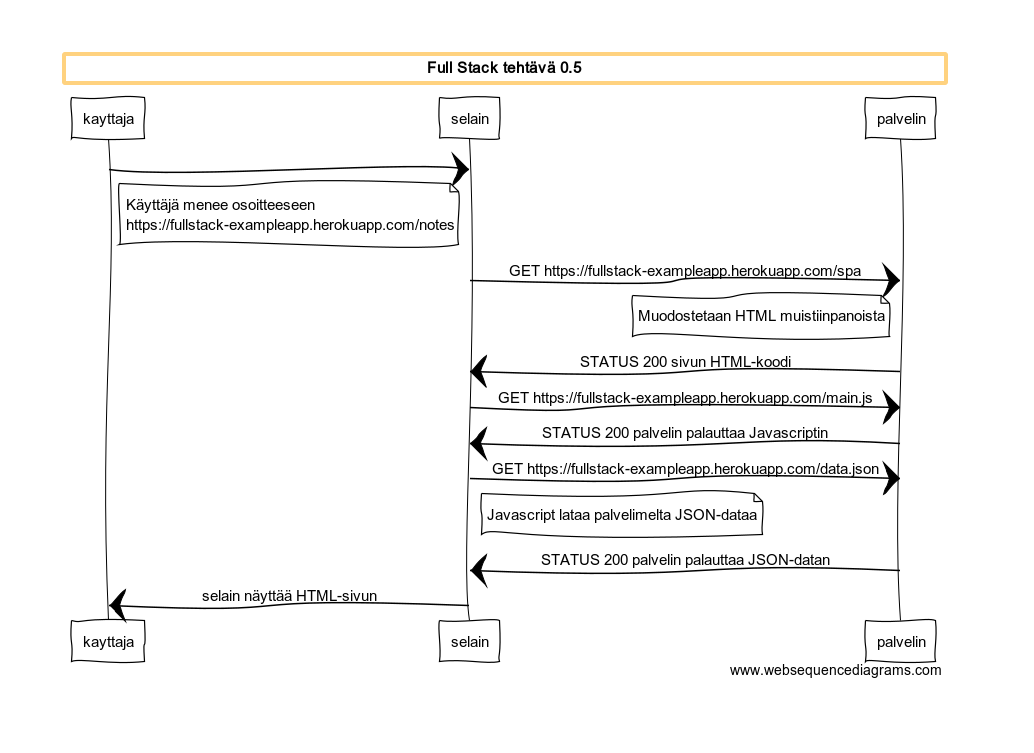 Full Stack tehtävä 0.5
kayttaja
selain
palvelin
Käyttäjä menee osoitteeseen
https://fullstack-exampleapp.herokuapp.com/notes
GET https://fullstack-exampleapp.herokuapp.com/spa
Muodostetaan HTML muistiinpanoista
STATUS 200 sivun HTML-koodi
GET https://fullstack-exampleapp.herokuapp.com/main.js
STATUS 200 palvelin palauttaa Javascriptin
GET https://fullstack-exampleapp.herokuapp.com/data.json
Javascript lataa palvelimelta JSON-dataa
STATUS 200 palvelin palauttaa JSON-datan
selain näyttää HTML-sivun
kayttaja
selain
palvelin
www.websequencediagrams.com